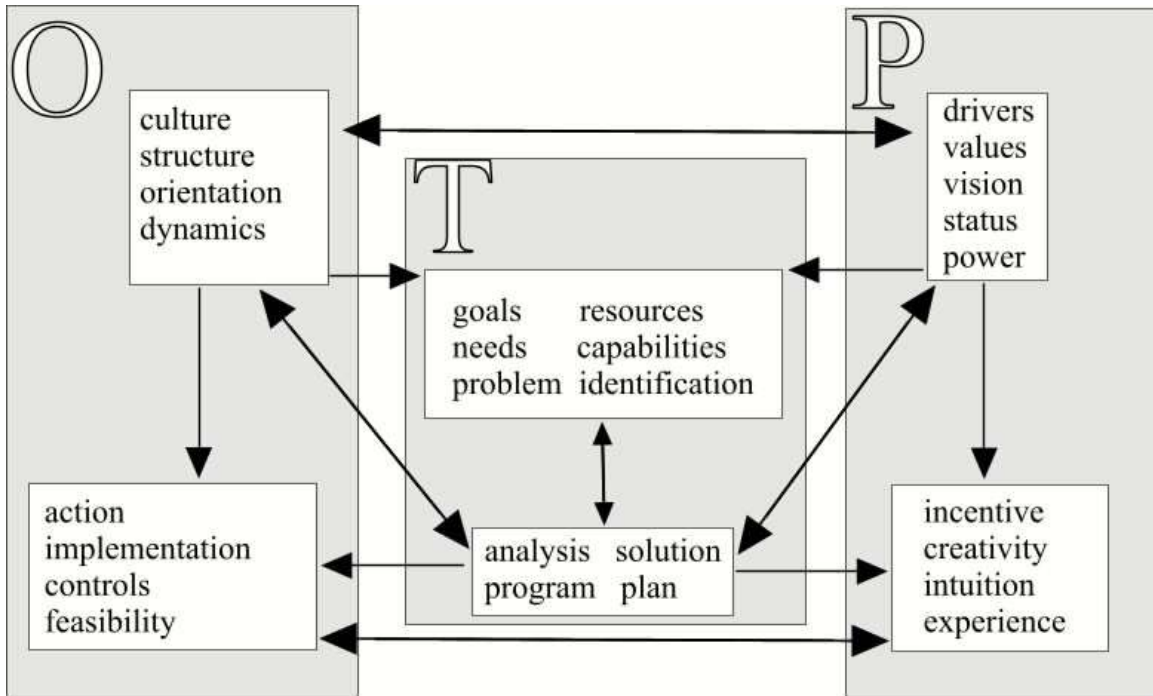 O
culture
structure
orientation
dynamics
P
drivers
values
vision
status
power
T
goals resources
needs capabilities
problem identification
action
implementation
controls
feasibility
analysis solution
program plan
incentive
creativity
intuition
experience